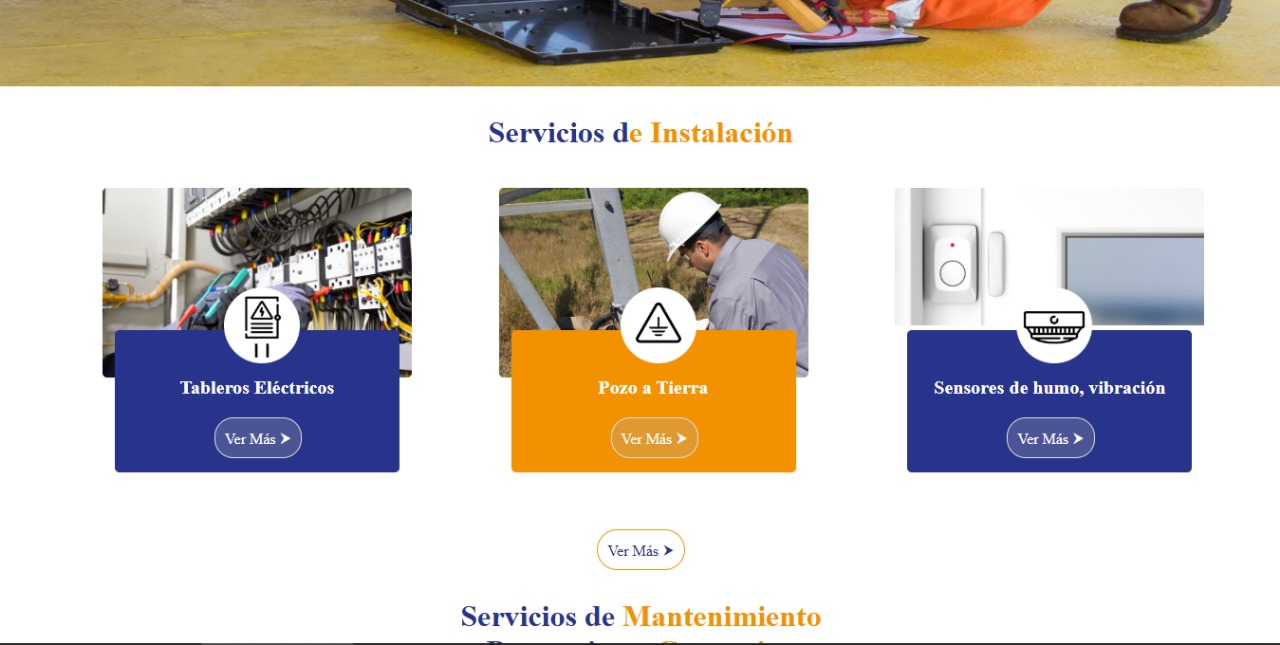 Servicios de Instalación
Tableros Eléctricos
Ver Más ➤
Pozo a Tierra
Ver Más ➤
Sensores de humo, vibración
Ver Más ➤
Ver Más ➤
Servicios de Mantenimiento